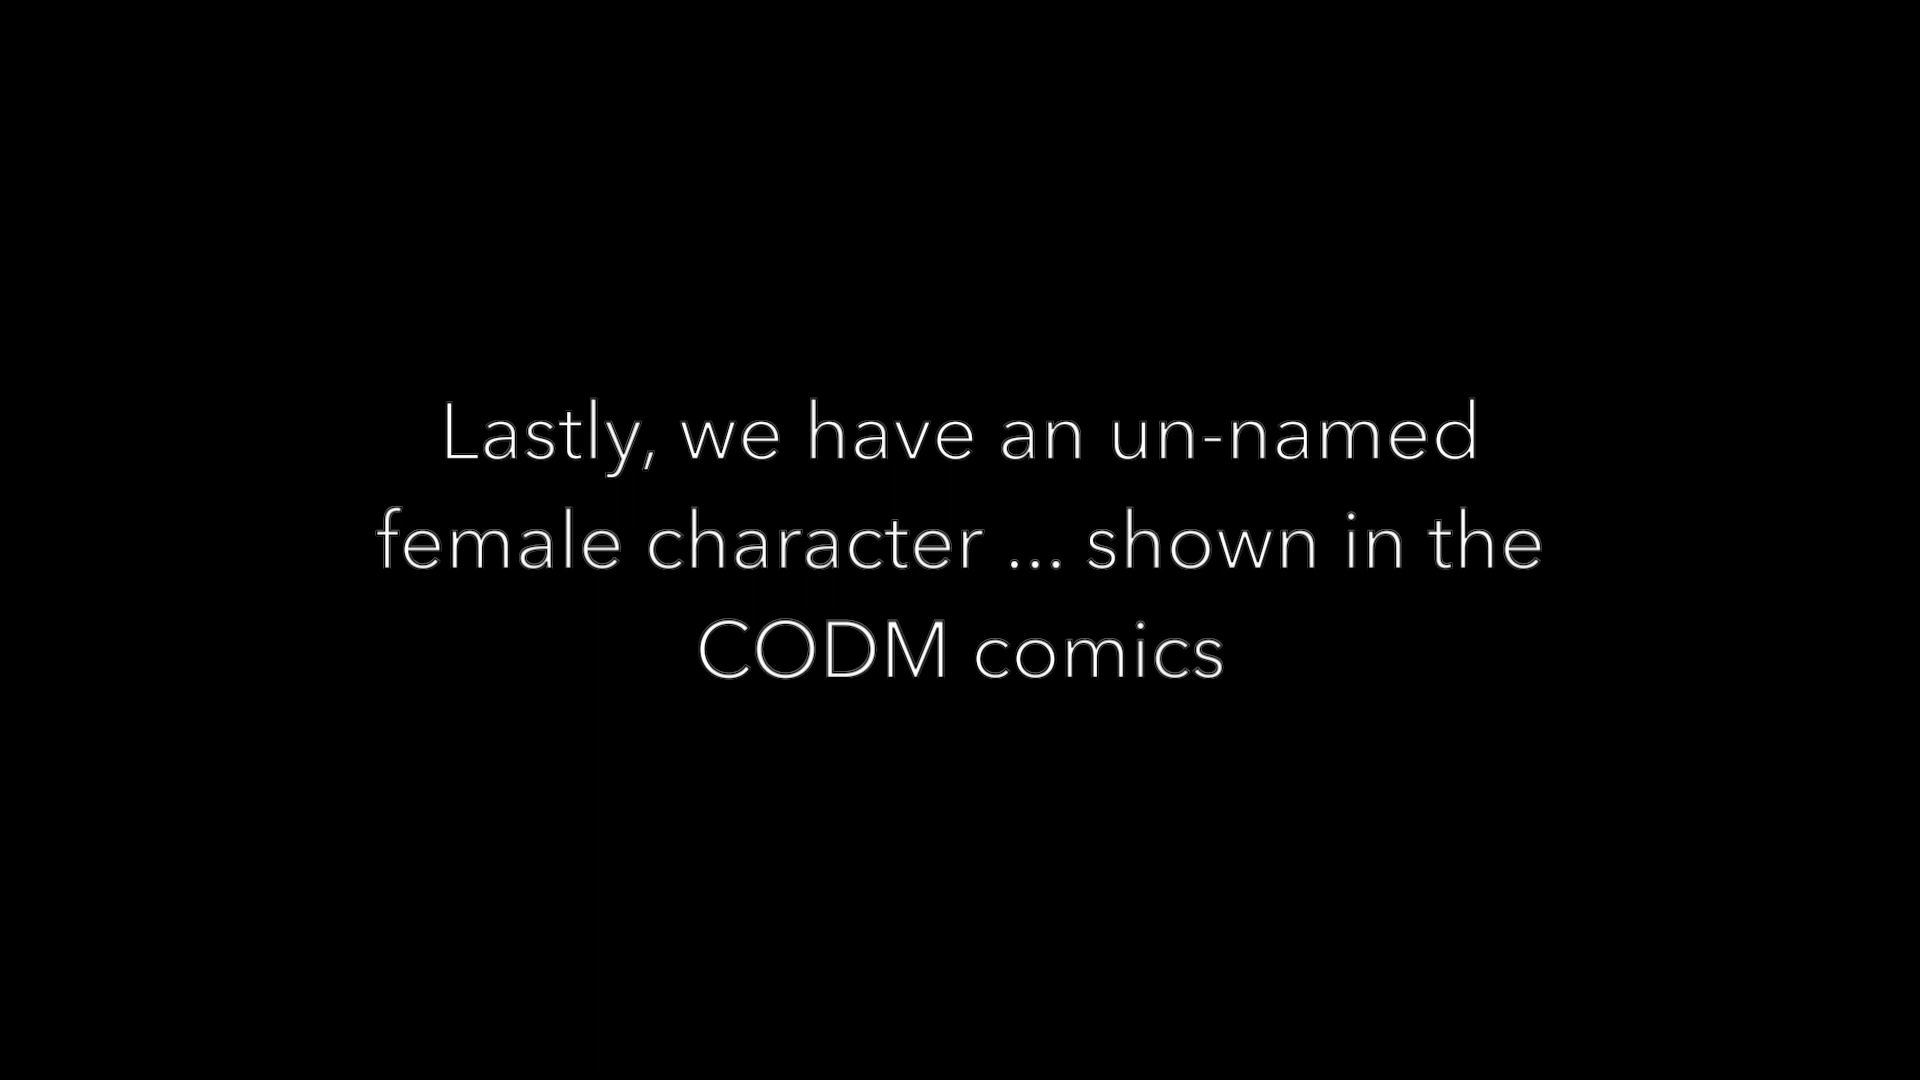 Lastly, we have an un-named
female character ... shown in the
CODM comics